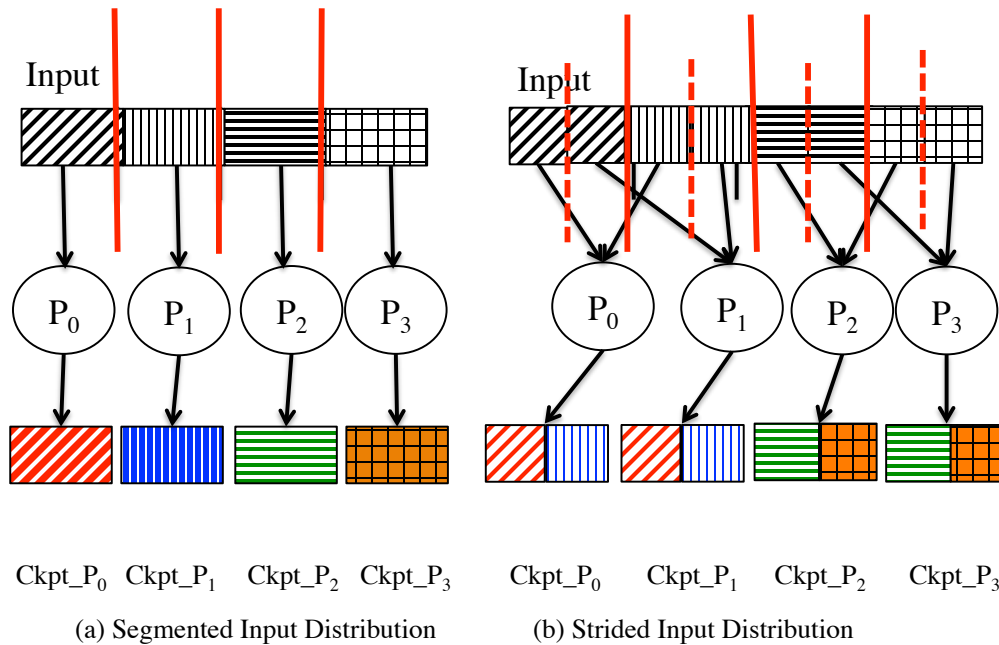 Input
P₀ P₁ P₂ P₃
Ckpt_P₀ Ckpt_P₁ Ckpt_P₂ Ckpt_P₃
(a) Segmented Input Distribution
Input
P₀ P₁ P₂ P₃
Ckpt_P₀ Ckpt_P₁ Ckpt_P₂ Ckpt_P₃
(b) Strided Input Distribution